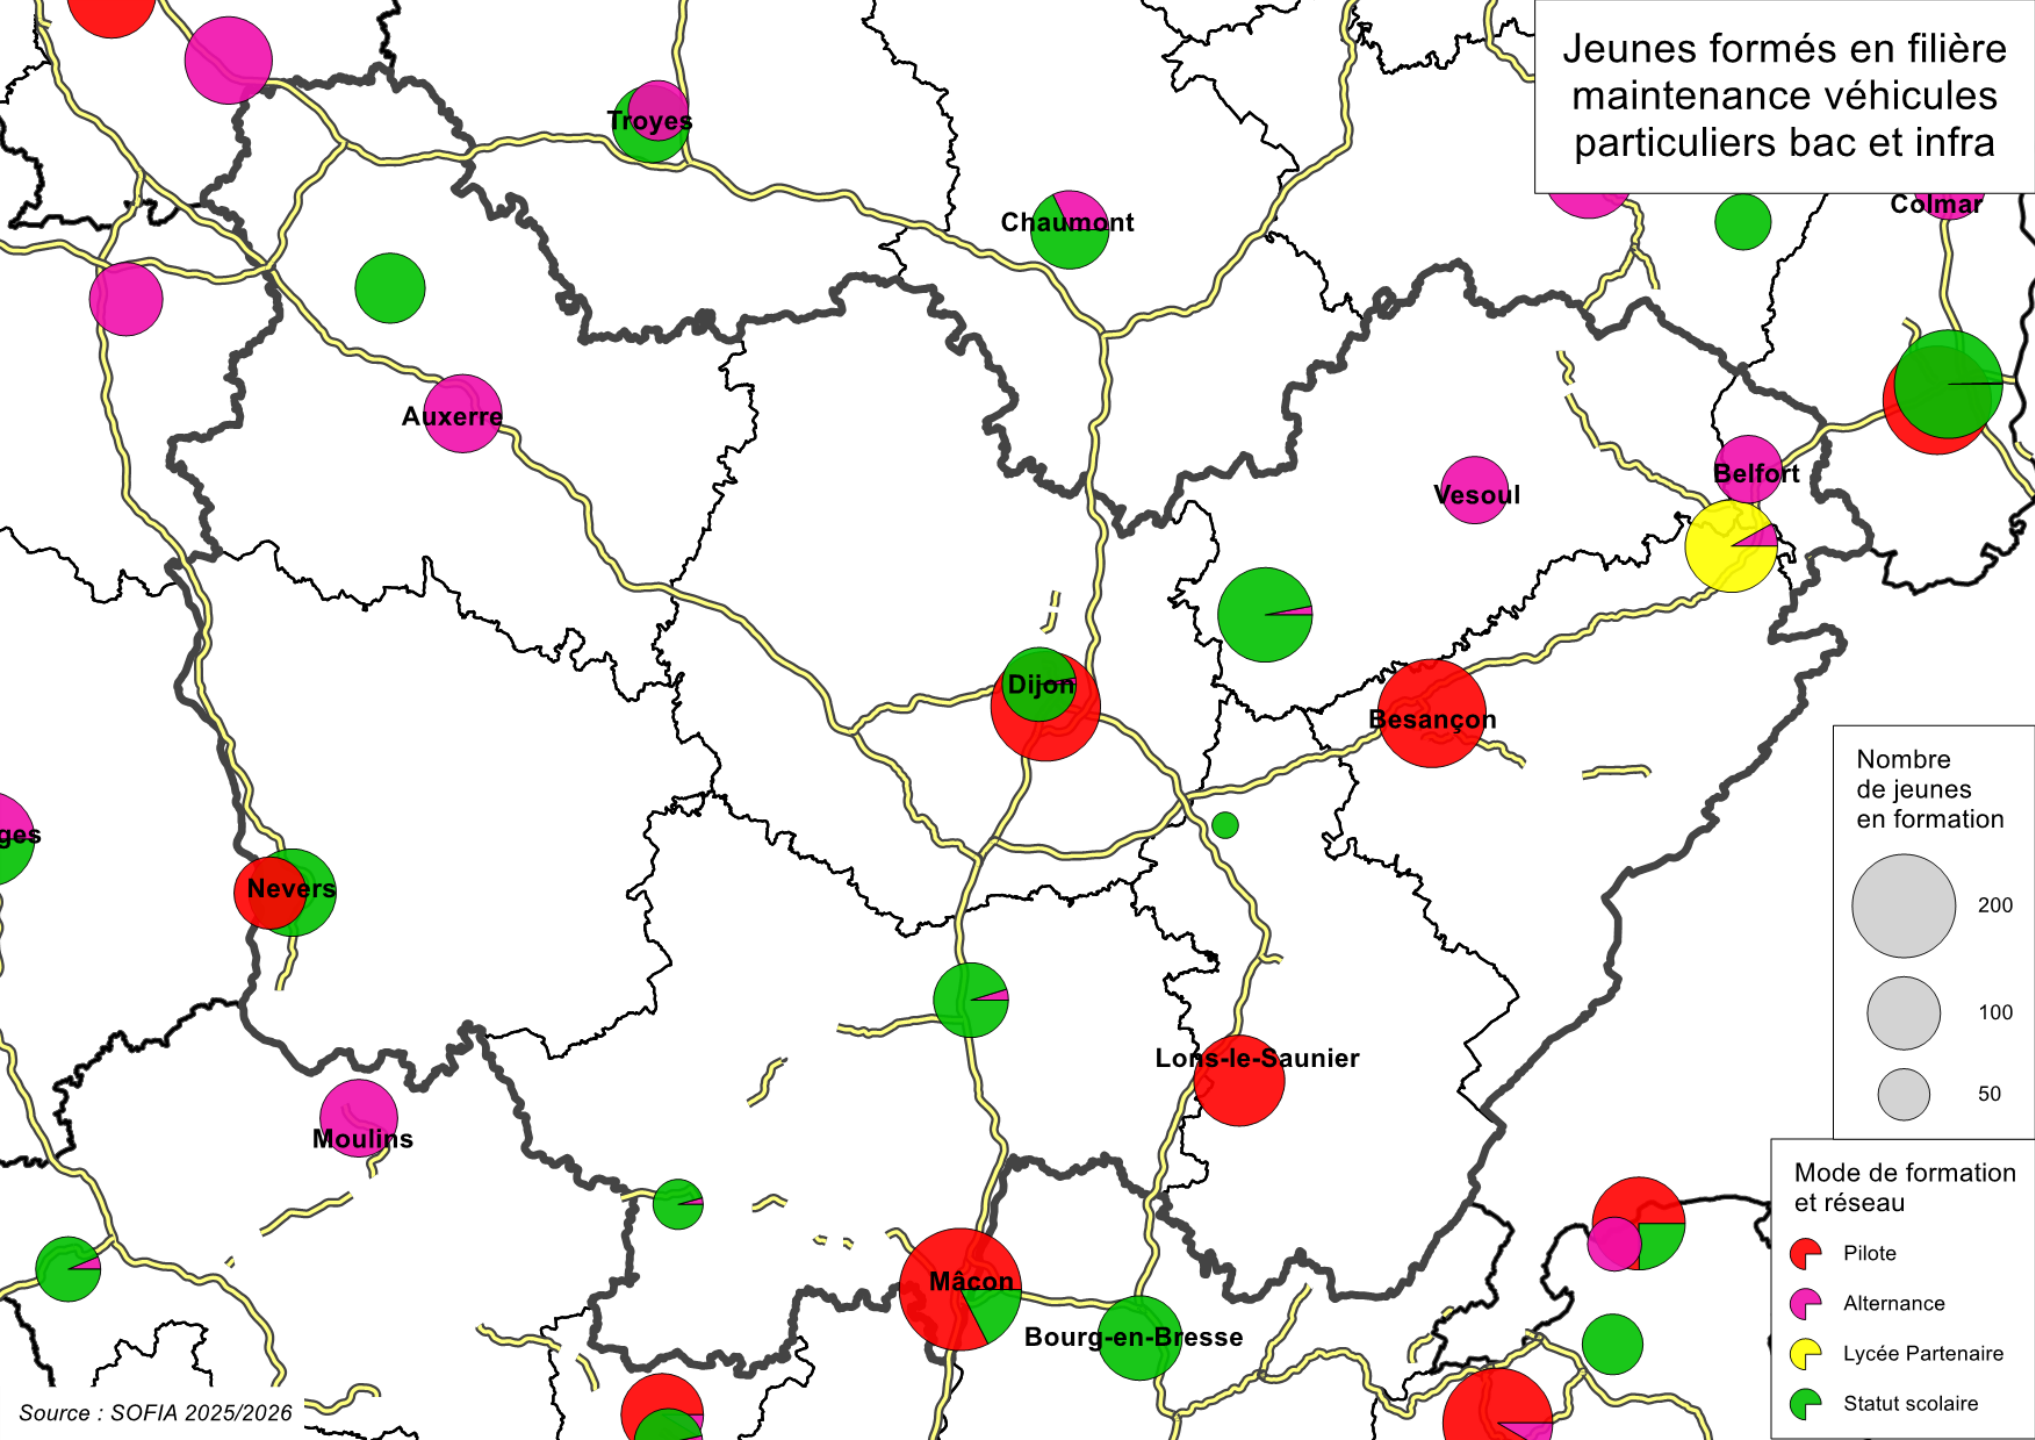 Jeunes formés en filière
maintenance véhicules
particuliers bac et infra
Troyes
Chaumont
Colmar
Auxerre
Belfort
Vesoul
Dijon
Besançon
ges
Nevers
Lons-le-Saunier
Moulins
Mâcon
Bourg-en-Bresse
Nombre
de jeunes
en formation
200
100
50
Mode de formation
et réseau
Pilote
Alternance
Lycée Partenaire
Statut scolaire
Source : SOFIA 2025/2026